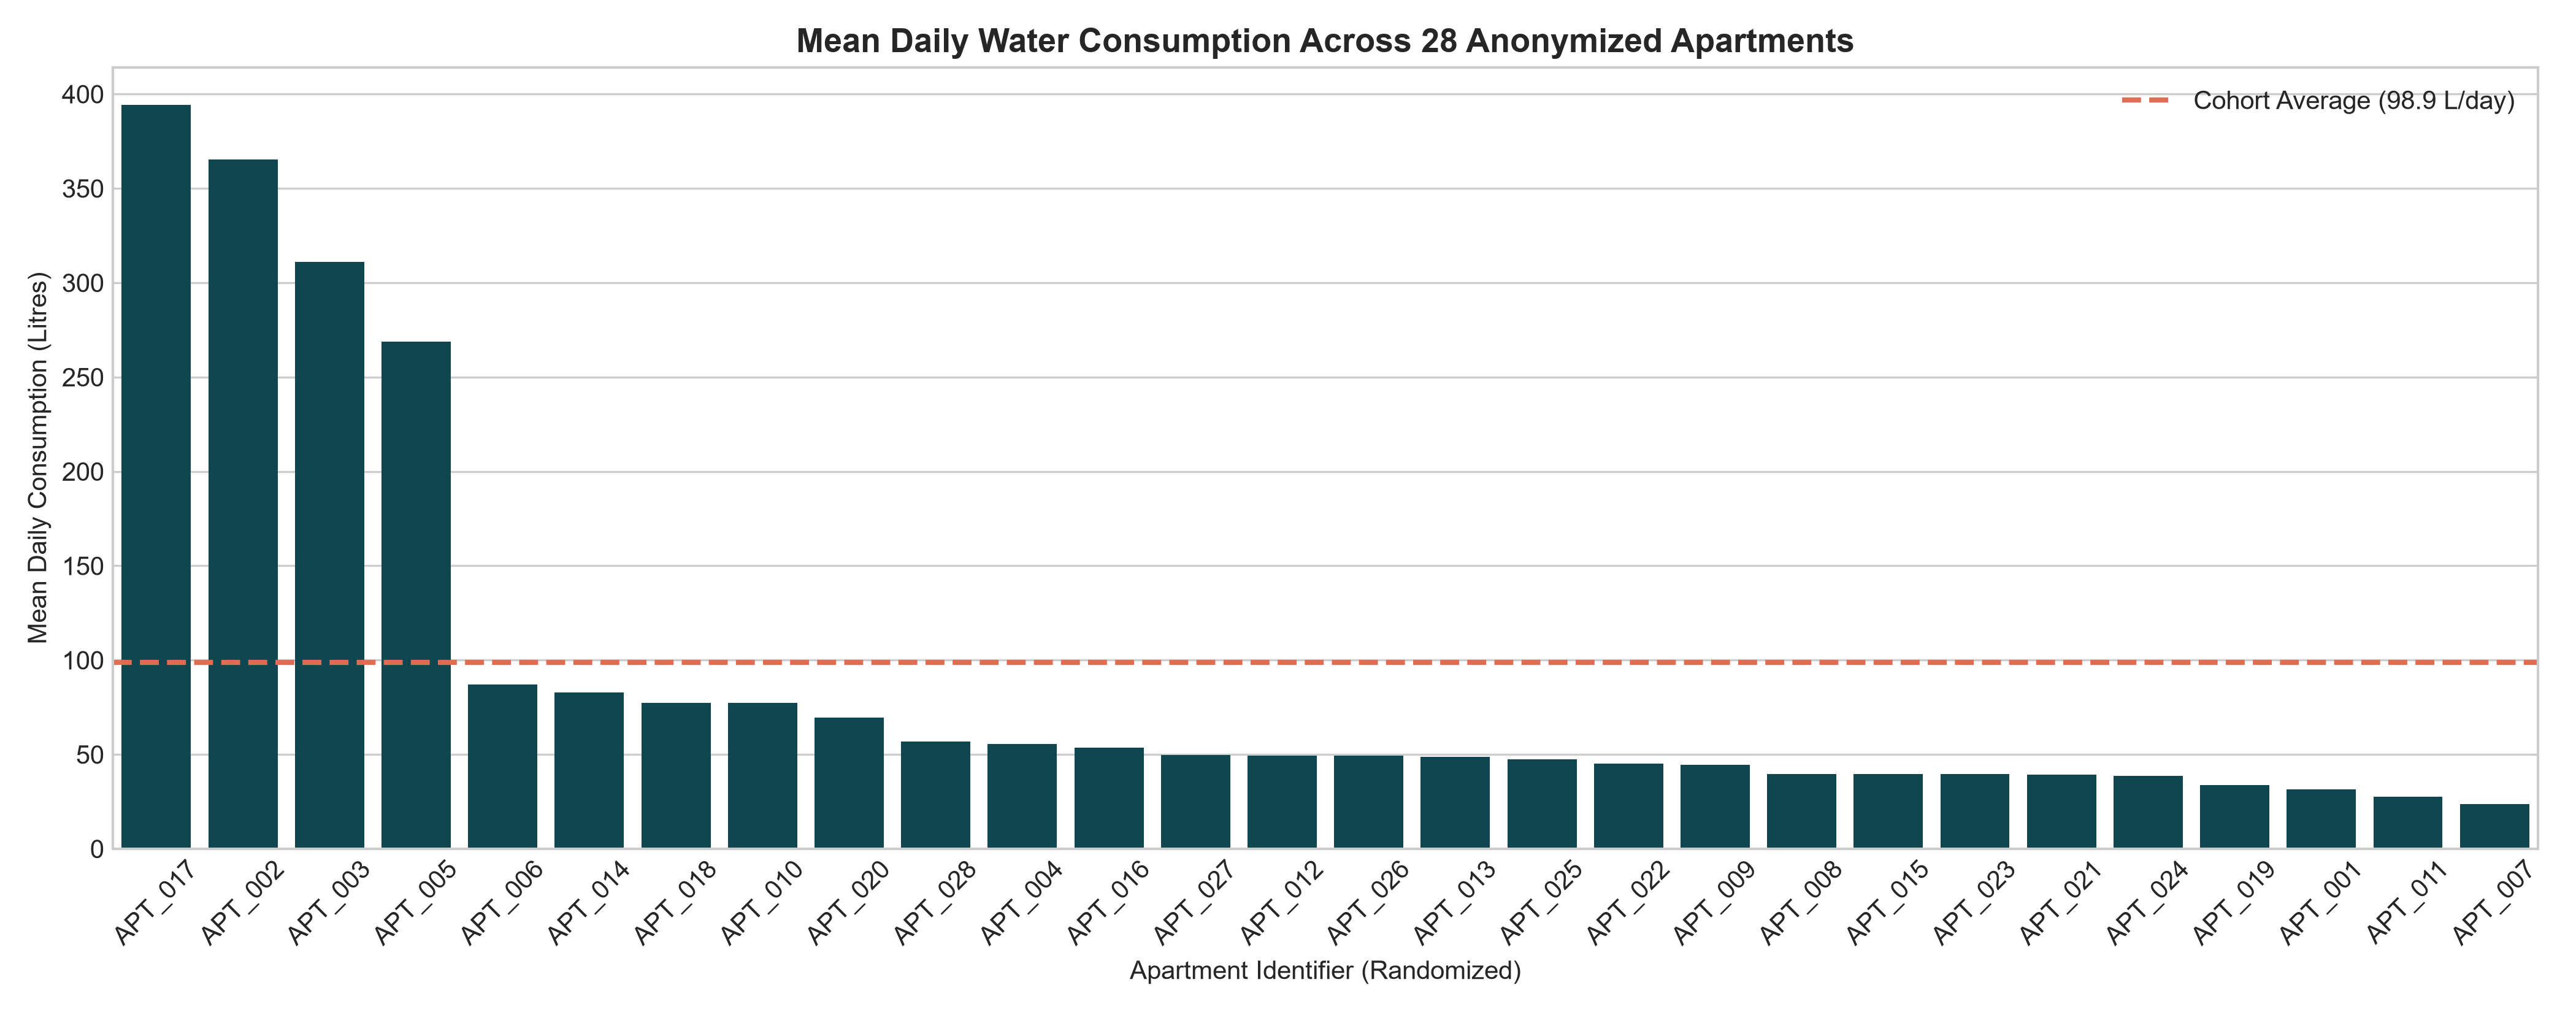 Mean Daily Water Consumption Across 28 Anonymized Apartments
Cohort Average (98.9 L/day)
Mean Daily Consumption (Litres)
400
350
300
250
200
150
100
50
0
APT_017
APT_002
APT_003
APT_005
APT_006
APT_014
APT_018
APT_010
APT_020
APT_028
APT_004
APT_016
APT_027
APT_012
APT_026
APT_013
APT_025
APT_022
APT_009
APT_008
APT_015
APT_023
APT_021
APT_024
APT_019
APT_001
APT_011
APT_007
Apartment Identifier (Randomized)